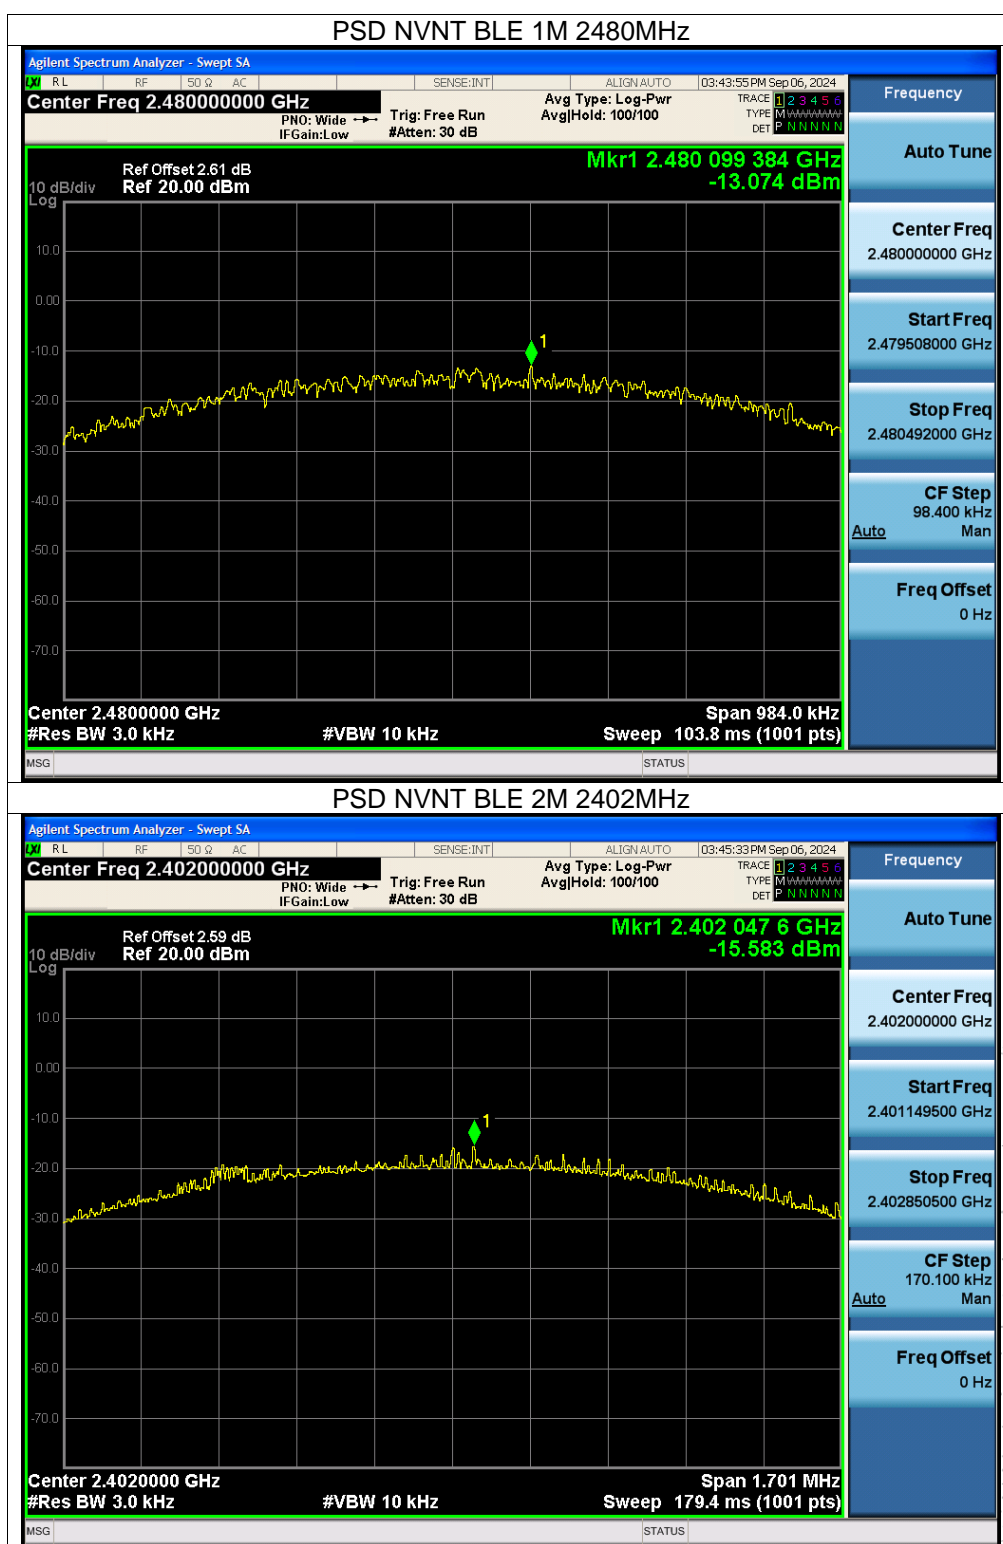 PSD NVNT BLE 1M 2480MHz
Agilent Spectrum Analyzer - Swept SA
LXI RL RF 50 Ω AC SENSE:INT ALIGN AUTO 03:43:55 PM Sep 06, 2024
Center Freq 2.480000000 GHz
PNO: Wide
IFGain:Low
Trig: Free Run
#Atten: 30 dB
Avg Type: Log-Pwr
Avg|Hold: 100/100
TRACE 1 2 3 4 5 6
TYPE M WWWWW
DET P N N N N N
Frequency
Mkr1 2.480 099 384 GHz
-13.074 dBm
Ref Offset 2.61 dB
10 dB/div Ref 20.00 dBm
Log
10.0
0.00
-10.0
-20.0
-30.0
-40.0
-50.0
-60.0
-70.0
1
Center 2.4800000 GHz Span 984.0 kHz
#Res BW 3.0 kHz #VBW 10 kHz Sweep 103.8 ms (1001 pts)
Auto Tune
Center Freq
2.480000000 GHz
Start Freq
2.479508000 GHz
Stop Freq
2.480492000 GHz
CF Step
98.400 kHz
Auto Man
Freq Offset
0 Hz
MSG STATUS
PSD NVNT BLE 2M 2402MHz
Agilent Spectrum Analyzer - Swept SA
LXI RL RF 50 Ω AC SENSE:INT ALIGN AUTO 03:45:33 PM Sep 06, 2024
Center Freq 2.402000000 GHz
PNO: Wide
IFGain:Low
Trig: Free Run
#Atten: 30 dB
Avg Type: Log-Pwr
Avg|Hold: 100/100
TRACE 1 2 3 4 5 6
TYPE M WWWWW
DET P N N N N N
Frequency
Mkr1 2.402 047 6 GHz
-15.583 dBm
Ref Offset 2.59 dB
10 dB/div Ref 20.00 dBm
Log
10.0
0.00
-10.0
-20.0
-30.0
-40.0
-50.0
-60.0
-70.0
1
Center 2.4020000 GHz Span 1.701 MHz
#Res BW 3.0 kHz #VBW 10 kHz Sweep 179.4 ms (1001 pts)
Auto Tune
Center Freq
2.402000000 GHz
Start Freq
2.401149500 GHz
Stop Freq
2.402850500 GHz
CF Step
170.100 kHz
Auto Man
Freq Offset
0 Hz
MSG STATUS